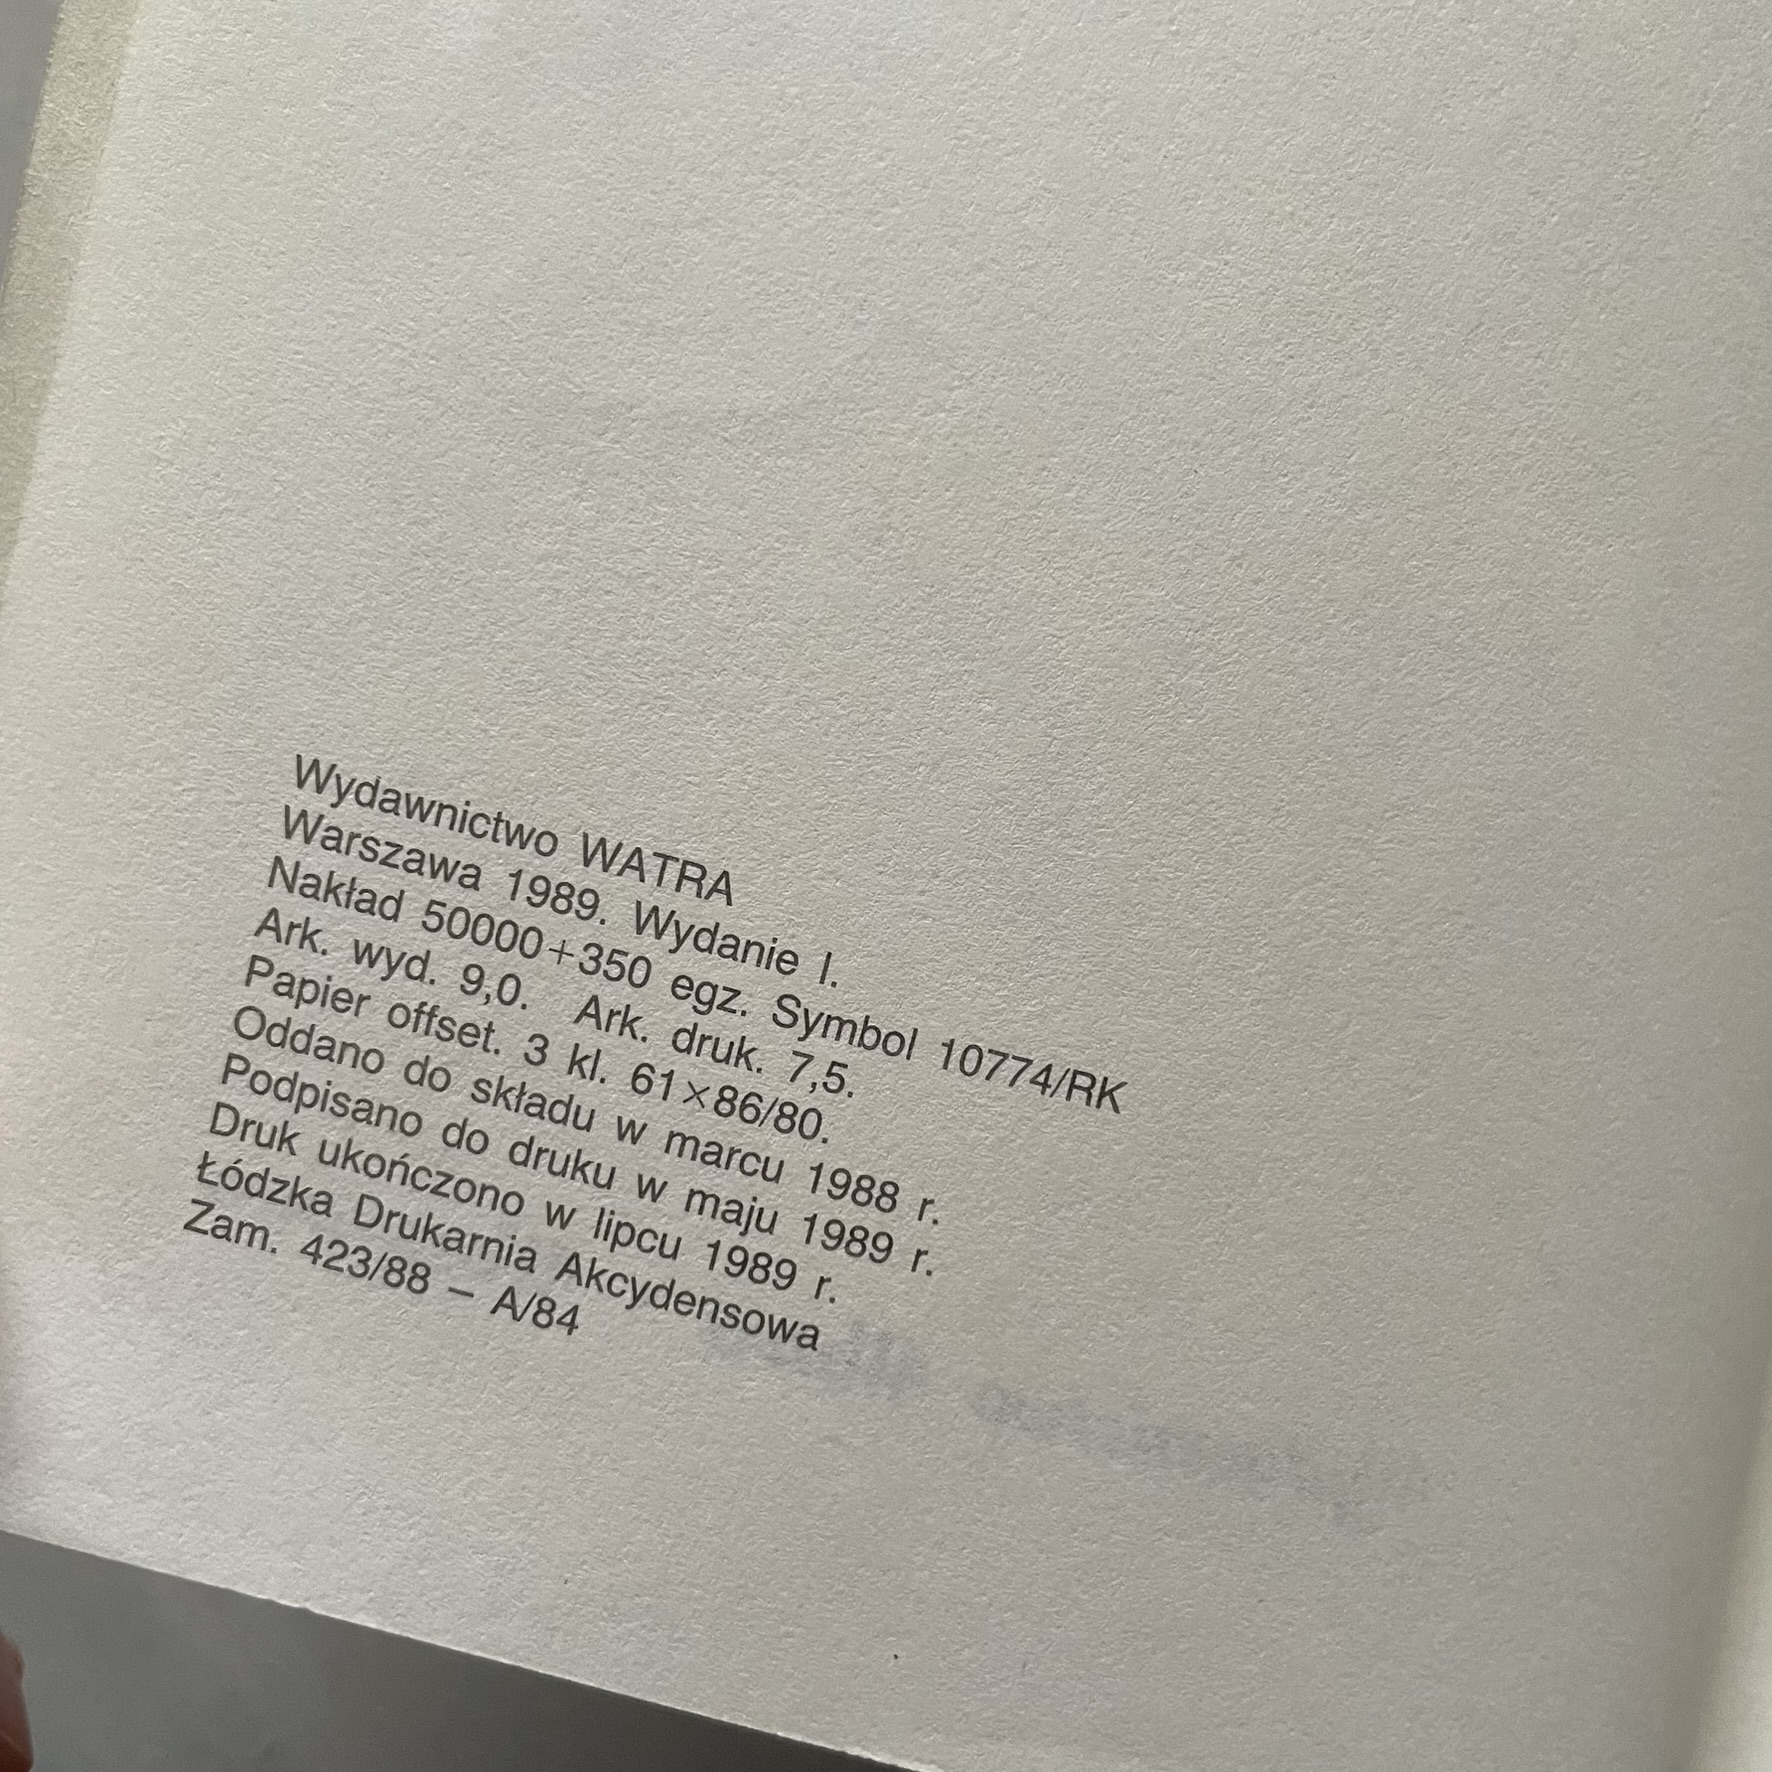 Wydawnictwo WATRA
Warszawa 1989. Wydanie I.
Nakład 50000+350 egz. Symbol 10774/RK
Ark. wyd. 9,0. Ark. druk. 7,5.
Papier offset. 3 kl. 61×86/80.
Oddano do składu w marcu 1988 r.
Podpisano do druku w maju 1989 r.
Druk ukończono w lipcu 1989 r.
Łódzka Drukarnia Akcydensowa
Zam. 423/88 – A/84